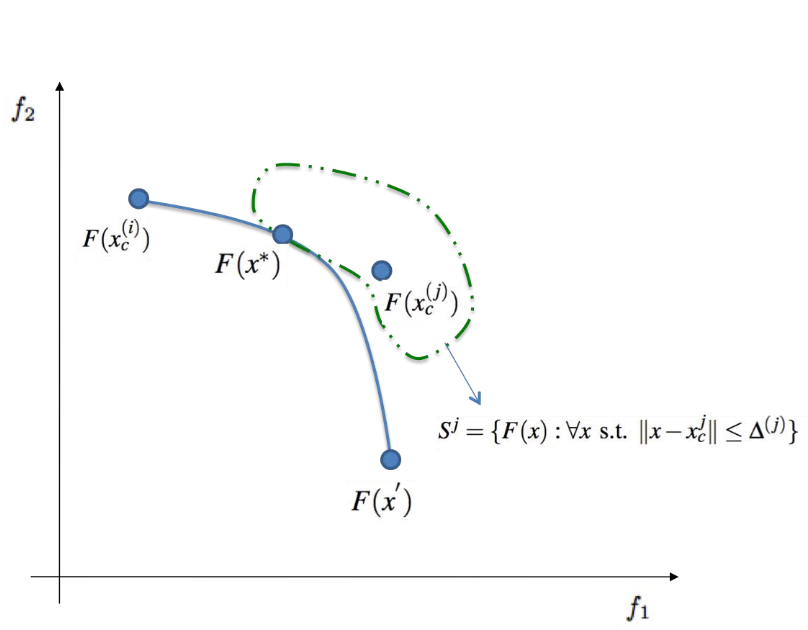 f₂
F(x_c^{(i)})
F(x*)
F(x_c^{(j)})
S^j = {F(x) : ∀x s.t. ‖x − x_c^j‖ ≤ Δ^{(j)}}
F(x′)
f₁